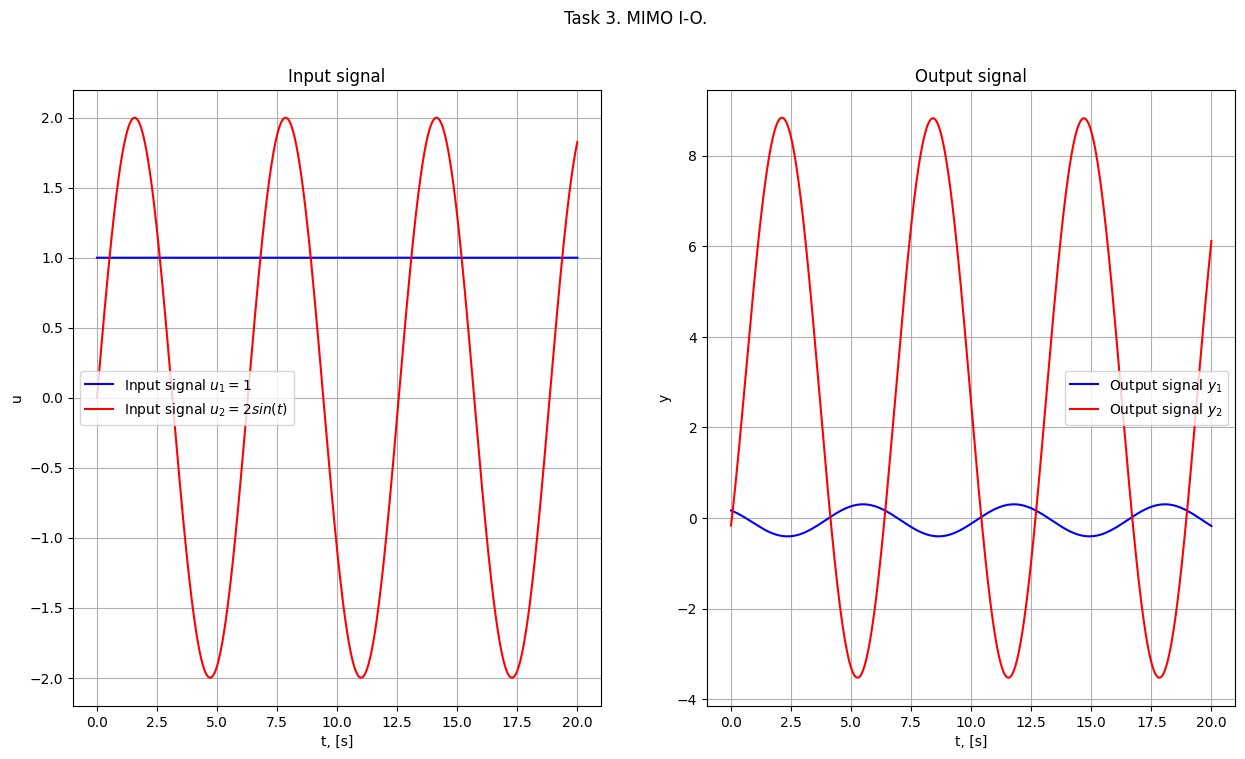 Task 3. MIMO I-O.
Input signal
2.0
1.5
1.0
0.5
0.0
−0.5
−1.0
−1.5
−2.0
u
Input signal u₁ = 1
Input signal u₂ = 2sin(t)
0.0 2.5 5.0 7.5 10.0 12.5 15.0 17.5 20.0
t, [s]
Output signal
8
6
4
2
0
−2
−4
y
Output signal y₁
Output signal y₂
0.0 2.5 5.0 7.5 10.0 12.5 15.0 17.5 20.0
t, [s]